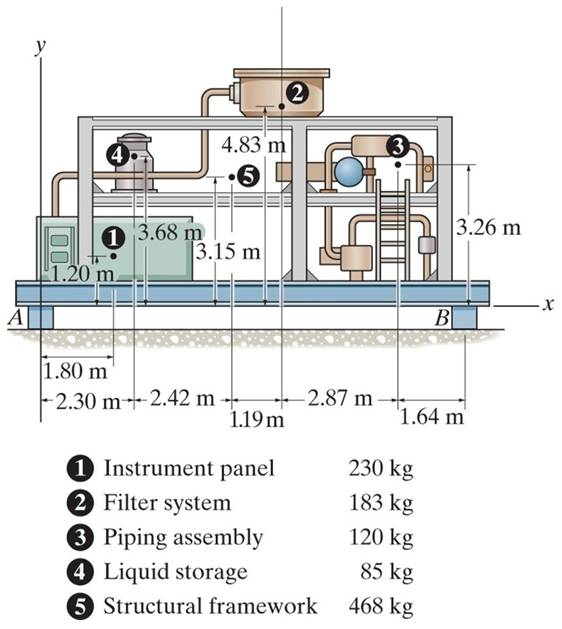 y
2
4.83 m
4
3
5
3.68 m
3.26 m
1
3.15 m
1.20 m
x
A
B
1.80 m
2.30 m
2.42 m
2.87 m
1.19 m
1.64 m
1 Instrument panel 230 kg
2 Filter system 183 kg
3 Piping assembly 120 kg
4 Liquid storage 85 kg
5 Structural framework 468 kg